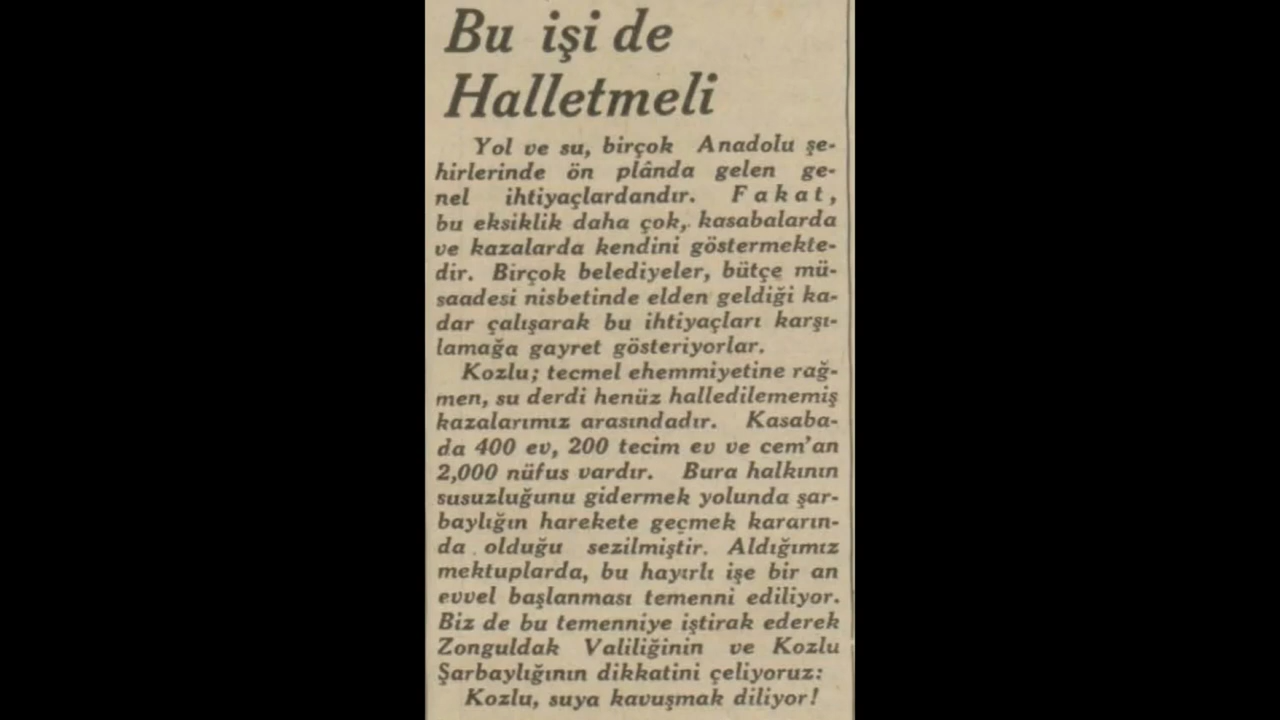 Bu işi de
Halletmeli
Yol ve su, birçok Anadolu şe-
hirlerinde ön plânda gelen ge-
nel ihtiyaçlardandır. Fakat,
bu eksiklik daha çok, kasabalarda
ve kazalarda kendini göstermekte-
dir. Birçok belediyeler, bütçe mü-
saadesi nisbetinde elden geldiği ka-
dar çalışarak bu ihtiyaçları karşı-
lamağa gayret gösteriyorlar.
Kozlu; tecmel ehemmiyetine rağ-
men, su derdi henüz halledilememiş
kazalarımız arasındadır. Kasaba-
da 400 ev, 200 tecim ev ve cem'an
2,000 nüfus vardır. Bura halkının
susuzluğunu gidermek yolunda şar-
baylığın harekete geçmek kararın-
da olduğu sezilmiştir. Aldığımız
mektuplarda, bu hayırlı işe bir an
evvel başlanması temenni ediliyor.
Biz de bu temenniye iştirak ederek
Zonguldak Valiliğinin ve Kozlu
Şarbaylığının dikkatini çeliyoruz:
Kozlu, suya kavuşmak diliyor!